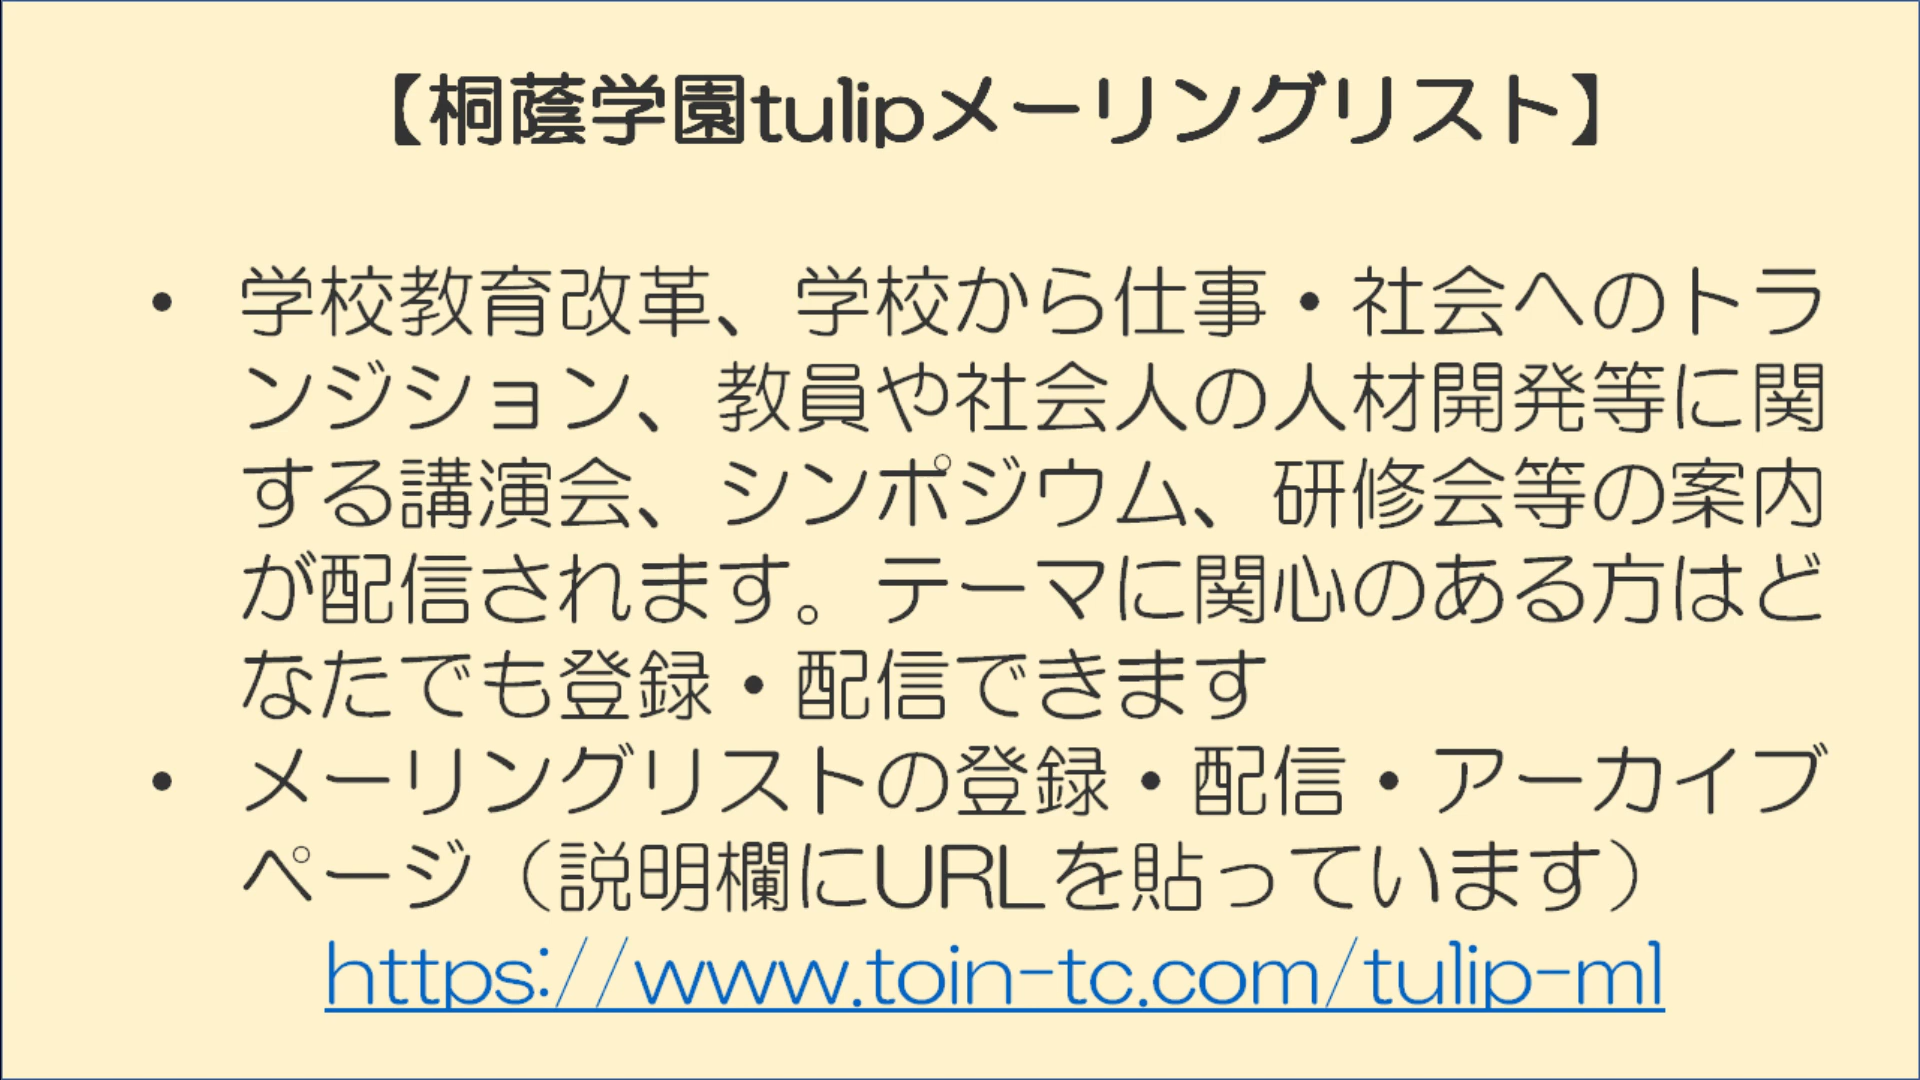 【桐蔭学園tulipメーリングリスト】
• 学校教育改革、学校から仕事・社会へのトラ
ンジション、教員や社会人の人材開発等に関
する講演会、シンポジウム、研修会等の案内
が配信されます。テーマに関心のある方はど
なたでも登録・配信できます
• メーリングリストの登録・配信・アーカイブ
ページ（説明欄にURLを貼っています）
https://www.toin-tc.com/tulip-ml